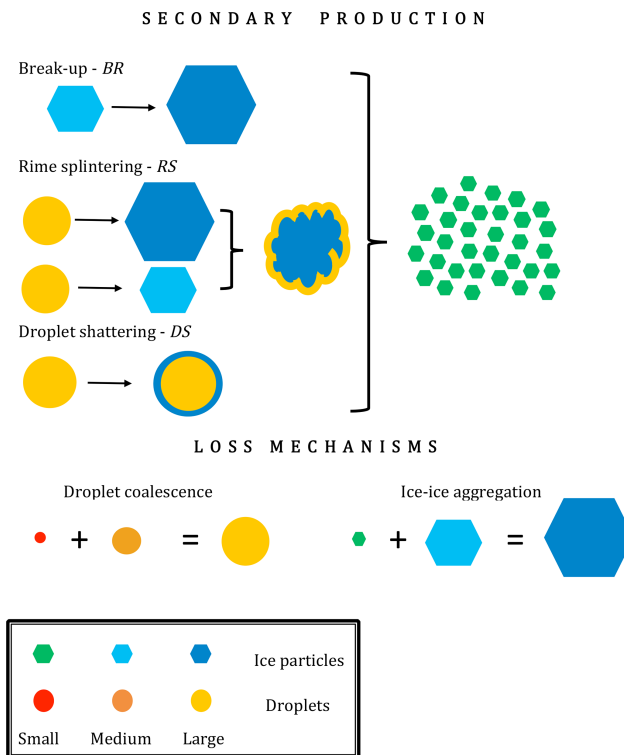 SECONDARY PRODUCTION
Break-up - BR
Rime splintering - RS
Droplet shattering - DS
LOSS MECHANISMS
Droplet coalescence
Ice-ice aggregation
+ =
+ =
Ice particles
Droplets
Small Medium Large